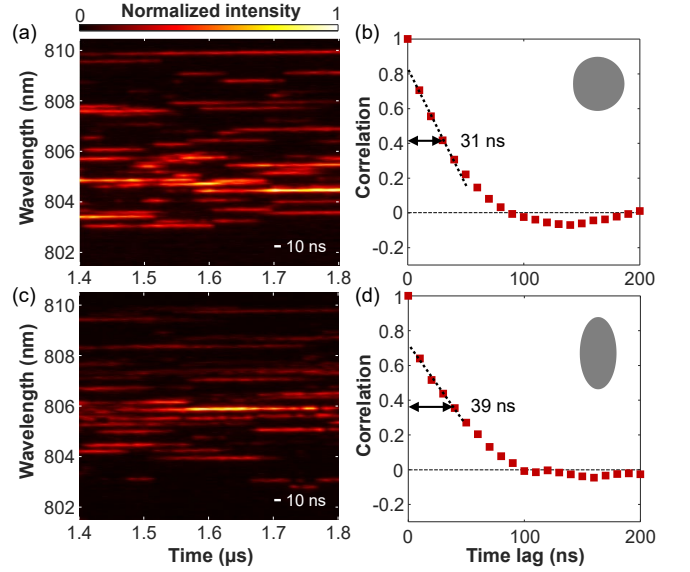 0 Normalized intensity 1
(a)
Wavelength (nm)
810
808
806
804
802
10 ns
1.4 1.5 1.6 1.7 1.8
(b)
Correlation
1
0.8
0.6
0.4
0.2
0
-0.2
31 ns
0 100 200
(c)
Wavelength (nm)
810
808
806
804
802
10 ns
1.4 1.5 1.6 1.7 1.8
Time (µs)
(d)
Correlation
1
0.8
0.6
0.4
0.2
0
-0.2
39 ns
0 100 200
Time lag (ns)